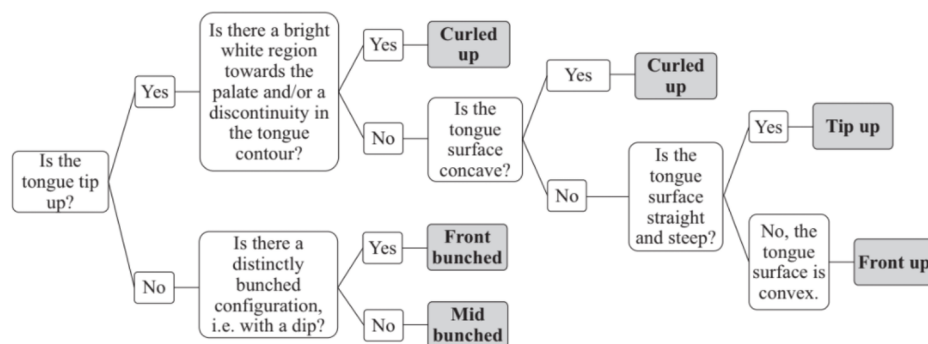 Is the
tongue tip
up?
Yes
Is there a bright
white region
towards the
palate and/or a
discontinuity in
the tongue
contour?
Yes
Curled
up
No
Is the
tongue
surface
concave?
Yes
Curled
up
No
Is the
tongue
surface
straight
and steep?
Yes
Tip up
No, the
tongue
surface is
convex.
Front up
No
Is there a
distinctly
bunched
configuration,
i.e. with a dip?
Yes
Front
bunched
No
Mid
bunched